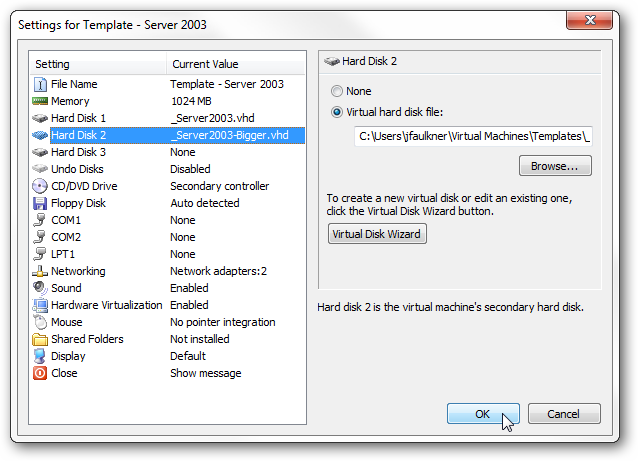 Settings for Template - Server 2003
Setting Current Value
File Name Template - Server 2003
Memory 1024 MB
Hard Disk 1 _Server2003.vhd
Hard Disk 2 _Server2003-Bigger.vhd
Hard Disk 3 None
Undo Disks Disabled
CD/DVD Drive Secondary controller
Floppy Disk Auto detected
COM1 None
COM2 None
LPT1 None
Networking Network adapters:2
Sound Enabled
Hardware Virtualization Enabled
Mouse No pointer integration
Shared Folders Not installed
Display Default
Close Show message
Hard Disk 2
None
Virtual hard disk file:
C:\Users\jfaulkner\Virtual Machines\Templates\_
Browse...
To create a new virtual disk or edit an existing one,
click the Virtual Disk Wizard button.
Virtual Disk Wizard
Hard disk 2 is the virtual machine's secondary hard disk.
OK
Cancel